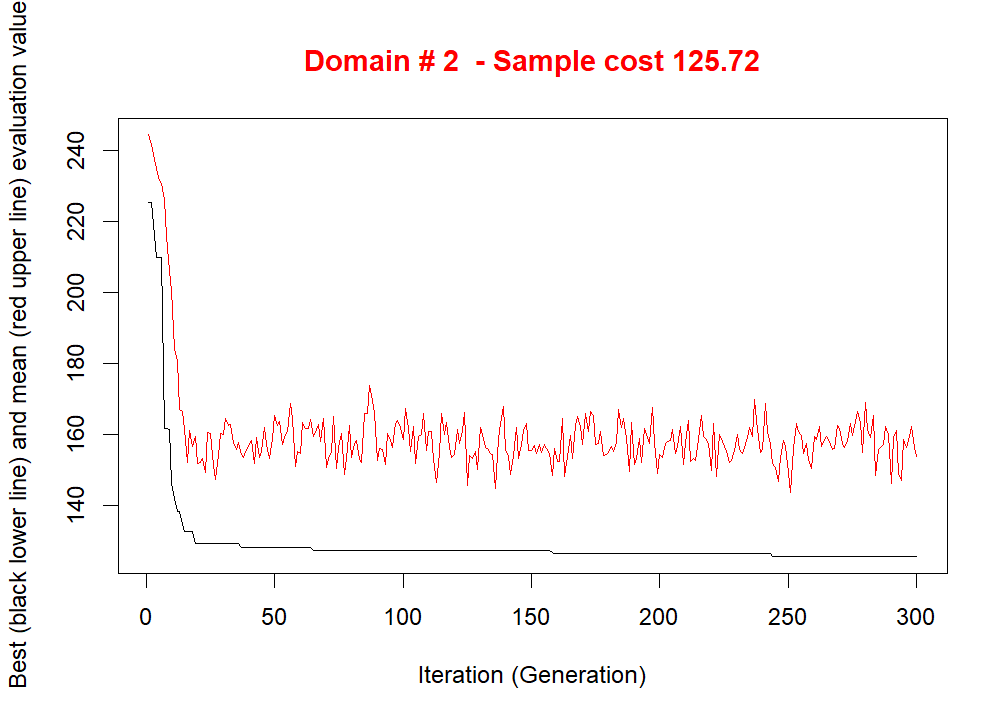 Domain # 2  - Sample cost 125.72
Best (black lower line) and mean (red upper line) evaluation value
240
220
200
180
160
140
0 50 100 150 200 250 300
Iteration (Generation)